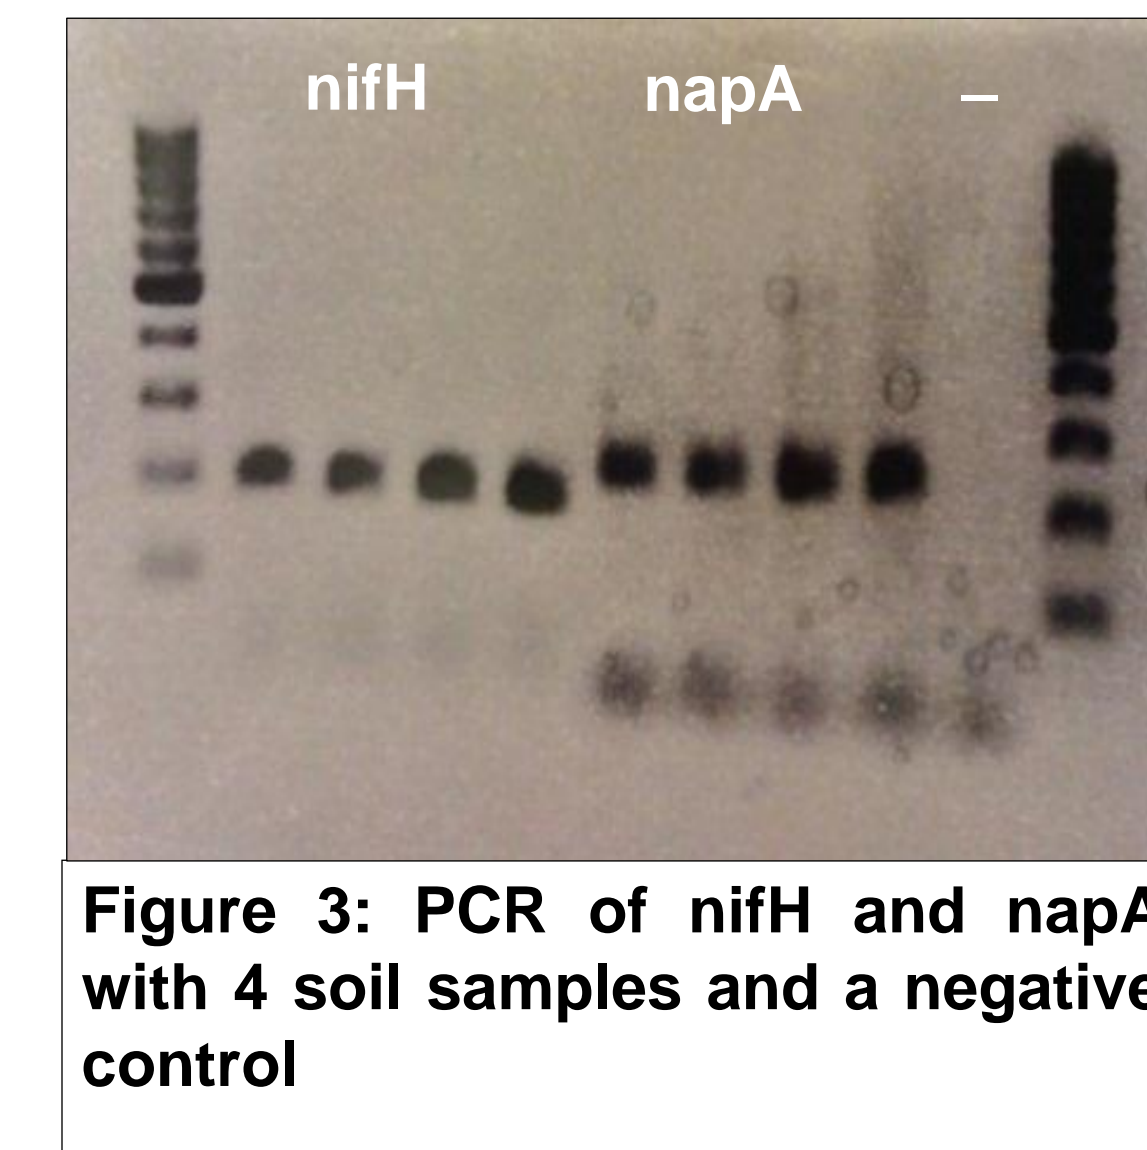 nifH napA –
Figure 3: PCR of nifH and napA
with 4 soil samples and a negative
control